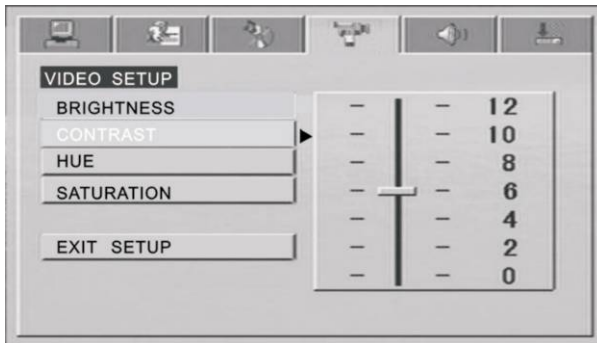 VIDEO SETUP
BRIGHTNESS
CONTRAST
HUE
SATURATION
EXIT SETUP
12
10
8
6
4
2
0